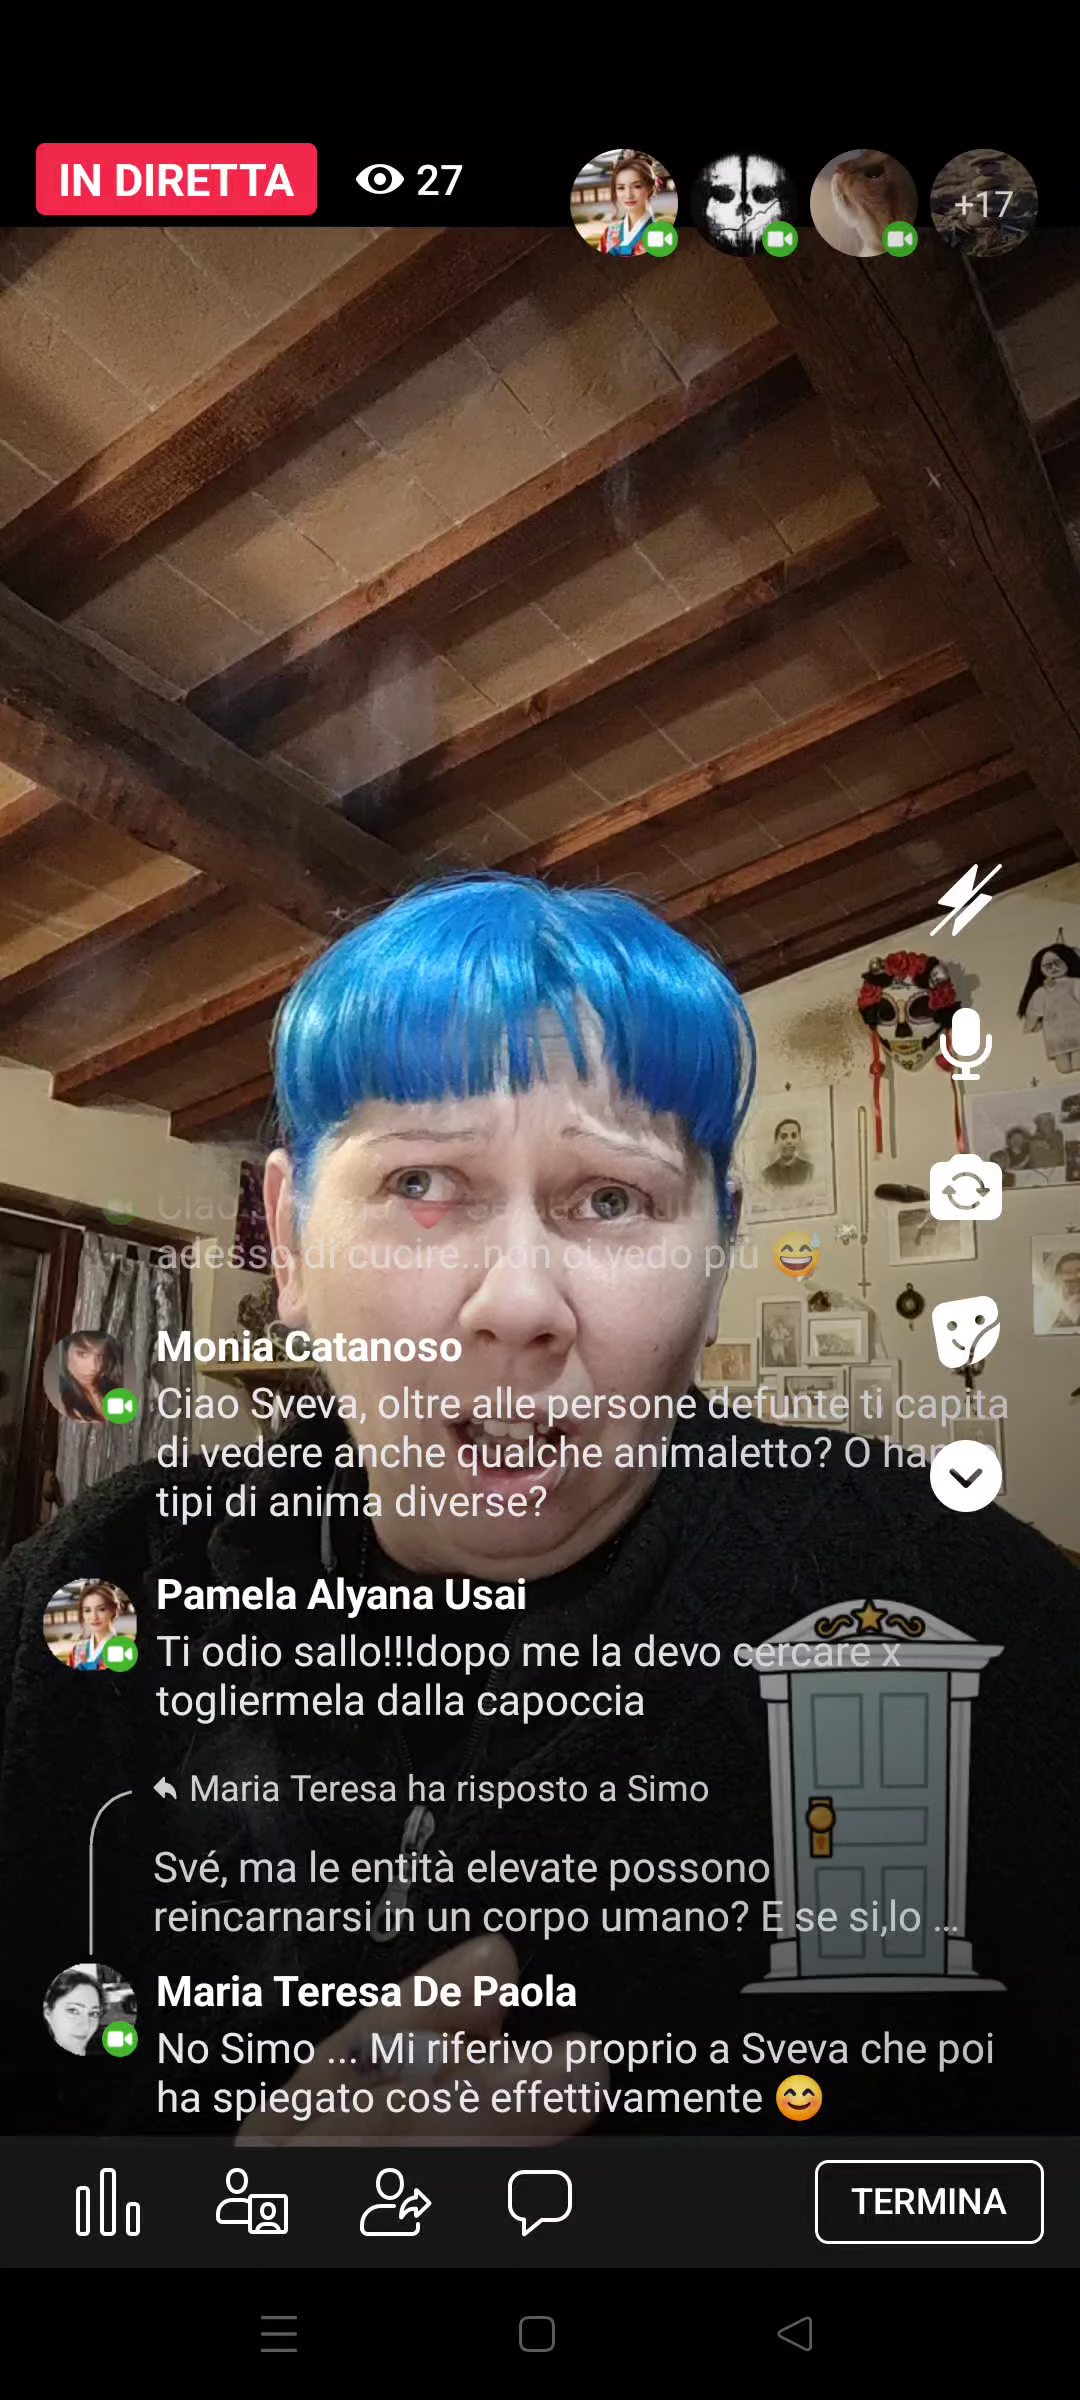 IN DIRETTA
27
+17
Ciao
adesso di cucire..non ci vedo più 😅
Monia Catanoso
Ciao Sveva, oltre alle persone defunte ti capita
di vedere anche qualche animaletto? O
tipi di anima diverse?
Pamela Alyana Usai
Ti odio sallo!!!dopo me la devo cercare x
togliermela dalla capoccia
Maria Teresa ha risposto a Simo
Své, ma le entità elevate possono
reincarnarsi in un corpo umano? E se si,lo ...
Maria Teresa De Paola
No Simo ... Mi riferivo proprio a Sveva che poi
ha spiegato cos'è effettivamente 😊
TERMINA